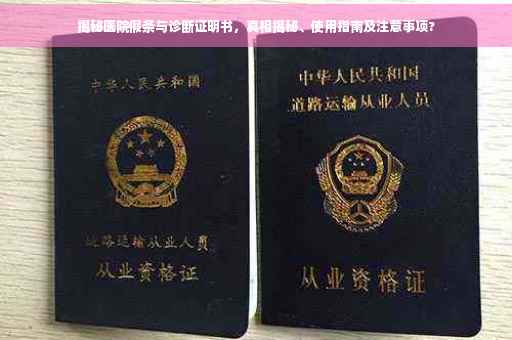 揭秘医院假条与诊断证明书，真相揭秘、使用指南及注意事项?
中华人民共和国
道路运输从业人员
从业资格证
中华人民共和国
道路运输从业人员
从业资格证